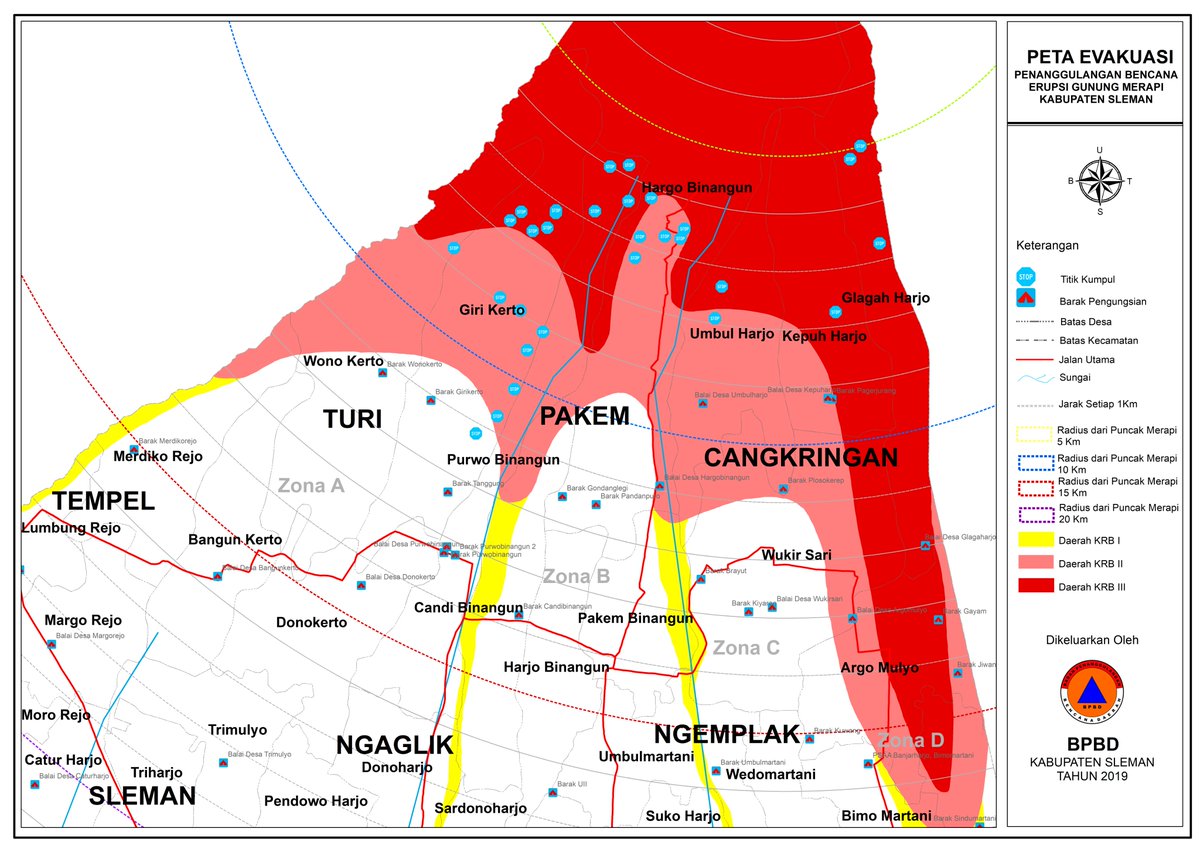 PETA EVAKUASI
PENANGGULANGAN BENCANA
ERUPSI GUNUNG MERAPI
KABUPATEN SLEMAN
U
B
T
S
Keterangan
STOP
Titik Kumpul
Barak Pengungsian
Batas Desa
Batas Kecamatan
Jalan Utama
Sungai
Jarak Setiap 1Km
Radius dari Puncak Merapi
5 Km
Radius dari Puncak Merapi
10 Km
Radius dari Puncak Merapi
15 Km
Radius dari Puncak Merapi
20 Km
Daerah KRB I
Daerah KRB II
Daerah KRB III
Dikeluarkan Oleh
BPBD
BPBD
KABUPATEN SLEMAN
TAHUN 2019
Hargo Binangun
Glagah Harjo
Giri Kerto
Umbul Harjo
Kepuh Harjo
Wono Kerto
Barak Wonokerto
Barak Girikerto
Balai Desa Umbulharjo
Balai Desa Kepuharjo
Barak Pagerjurang
TURI
PAKEM
Barak Merdikorejo
Merdiko Rejo
Purwo Binangun
CANGKRINGAN
Zona A
Barak Tanggung
Barak Gondanglegi
Barak Pandanpuro
Balai Desa Hargobinangun
Barak Plosokerep
TEMPEL
Lumbung Rejo
Bangun Kerto
Balai Desa Purwobinangun
Barak Purwobinangun 2
Barak Purwobinangun
Wukir Sari
Balai Desa Glagaharjo
Balai Desa Bangunkerto
Balai Desa Donokerto
Zona B
Barak Brayut
Candi Binangun
Barak Candibinangun
Barak Kiyaran
Balai Desa Wukirsari
Balai Desa Argomulyo
Barak Gayam
Margo Rejo
Balai Desa Margorejo
Donokerto
Pakem Binangun
Zona C
Harjo Binangun
Argo Mulyo
Barak Jiwan
Moro Rejo
Trimulyo
Balai Desa Trimulyo
NGAGLIK
Donoharjo
NGEMPLAK
Umbulmartani
Barak Kuwang
Zona D
Catur Harjo
Balai Desa Caturharjo
Triharjo
SLEMAN
Barak Umbulmartani
Wedomartani
Barak UII
Pendowo Harjo
Sardonoharjo
Suko Harjo
Bimo Martani
Barak Sindumartani